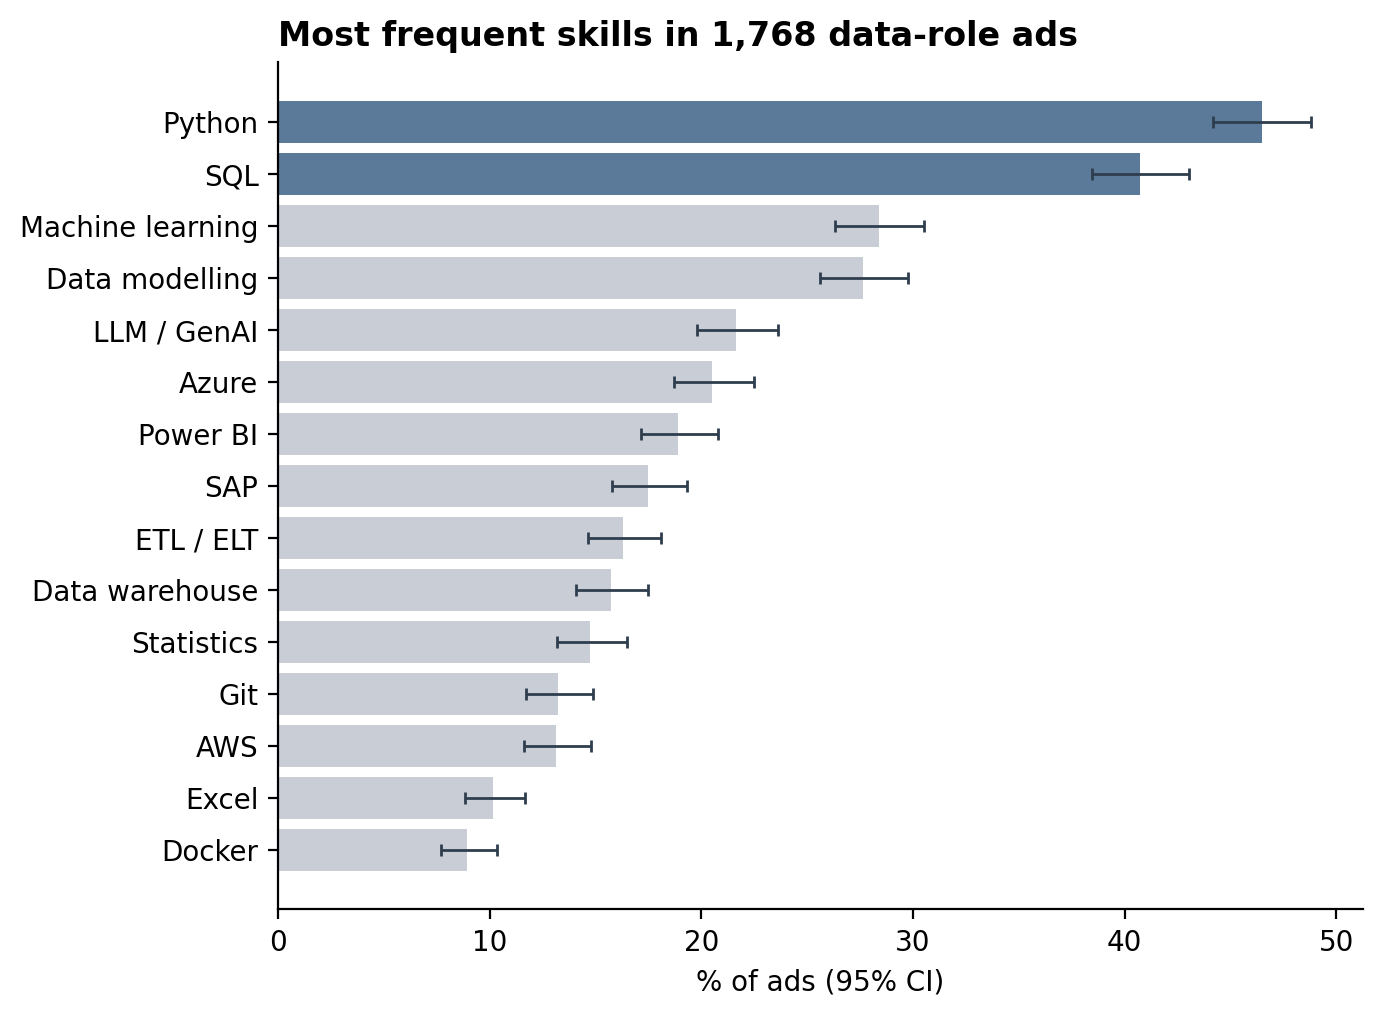 Most frequent skills in 1,768 data-role ads
Python
SQL
Machine learning
Data modelling
LLM / GenAI
Azure
Power BI
SAP
ETL / ELT
Data warehouse
Statistics
Git
AWS
Excel
Docker
0 10 20 30 40 50
% of ads (95% CI)